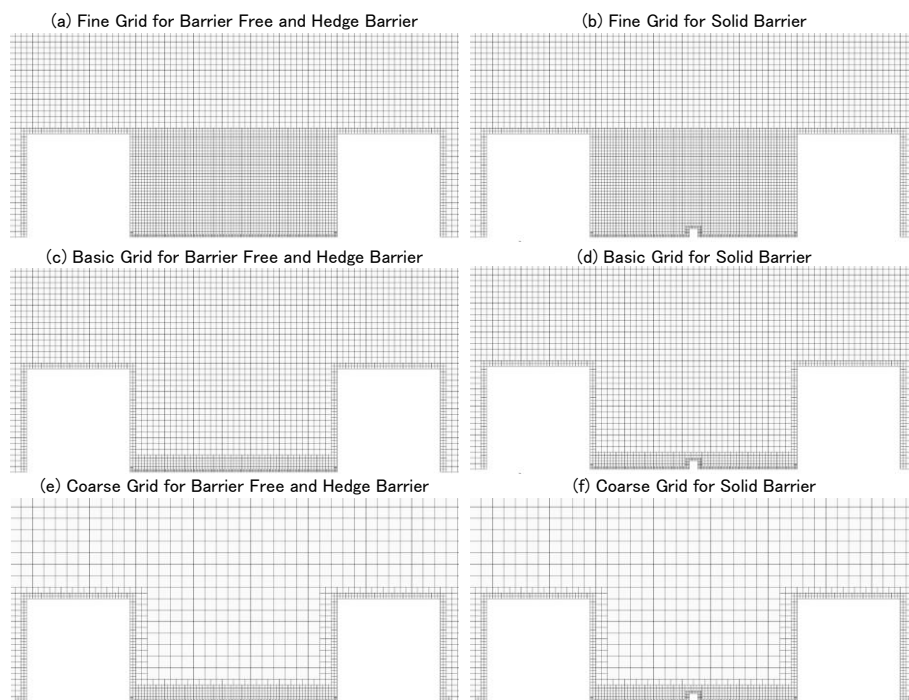 (a) Fine Grid for Barrier Free and Hedge Barrier
(b) Fine Grid for Solid Barrier
(c) Basic Grid for Barrier Free and Hedge Barrier
(d) Basic Grid for Solid Barrier
(e) Coarse Grid for Barrier Free and Hedge Barrier
(f) Coarse Grid for Solid Barrier